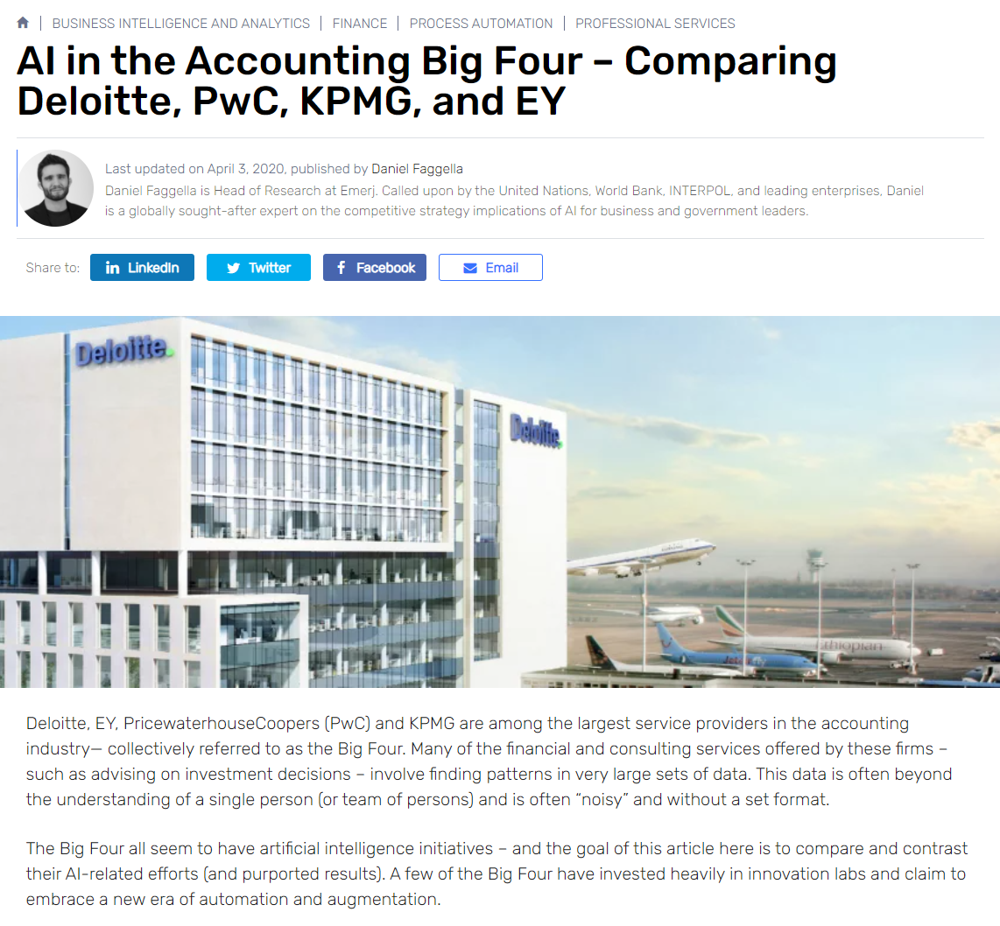 BUSINESS INTELLIGENCE AND ANALYTICS | FINANCE | PROCESS AUTOMATION | PROFESSIONAL SERVICES
AI in the Accounting Big Four – Comparing
Deloitte, PwC, KPMG, and EY
Last updated on April 3, 2020, published by Daniel Faggella
Daniel Faggella is Head of Research at Emerj. Called upon by the United Nations, World Bank, INTERPOL, and leading enterprises, Daniel
is a globally sought-after expert on the competitive strategy implications of AI for business and government leaders.
Share to: LinkedIn Twitter Facebook Email
Deloitte.
Deloitte.
Ethiopian
Deloitte, EY, PricewaterhouseCoopers (PwC) and KPMG are among the largest service providers in the accounting
industry— collectively referred to as the Big Four. Many of the financial and consulting services offered by these firms –
such as advising on investment decisions – involve finding patterns in very large sets of data. This data is often beyond
the understanding of a single person (or team of persons) and is often “noisy” and without a set format.
The Big Four all seem to have artificial intelligence initiatives – and the goal of this article here is to compare and contrast
their AI-related efforts (and purported results). A few of the Big Four have invested heavily in innovation labs and claim to
embrace a new era of automation and augmentation.